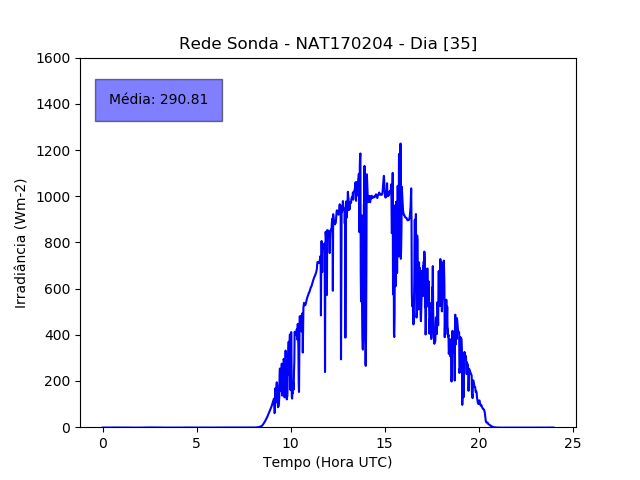 Rede Sonda - NAT170204 - Dia [35]
1600
1400
1200
1000
800
600
400
200
0
Média: 290.81
Irradiância (Wm-2)
0 5 10 15 20 25
Tempo (Hora UTC)